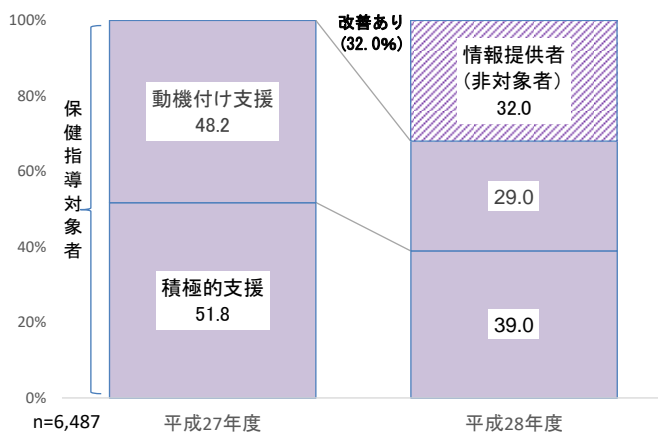 100%
80%
60%
40%
20%
0%
保健指導対象者
動機付け支援
48.2
積極的支援
51.8
改善あり
(32.0%)
情報提供者
(非対象者)
32.0
29.0
39.0
n=6,487
平成27年度
平成28年度